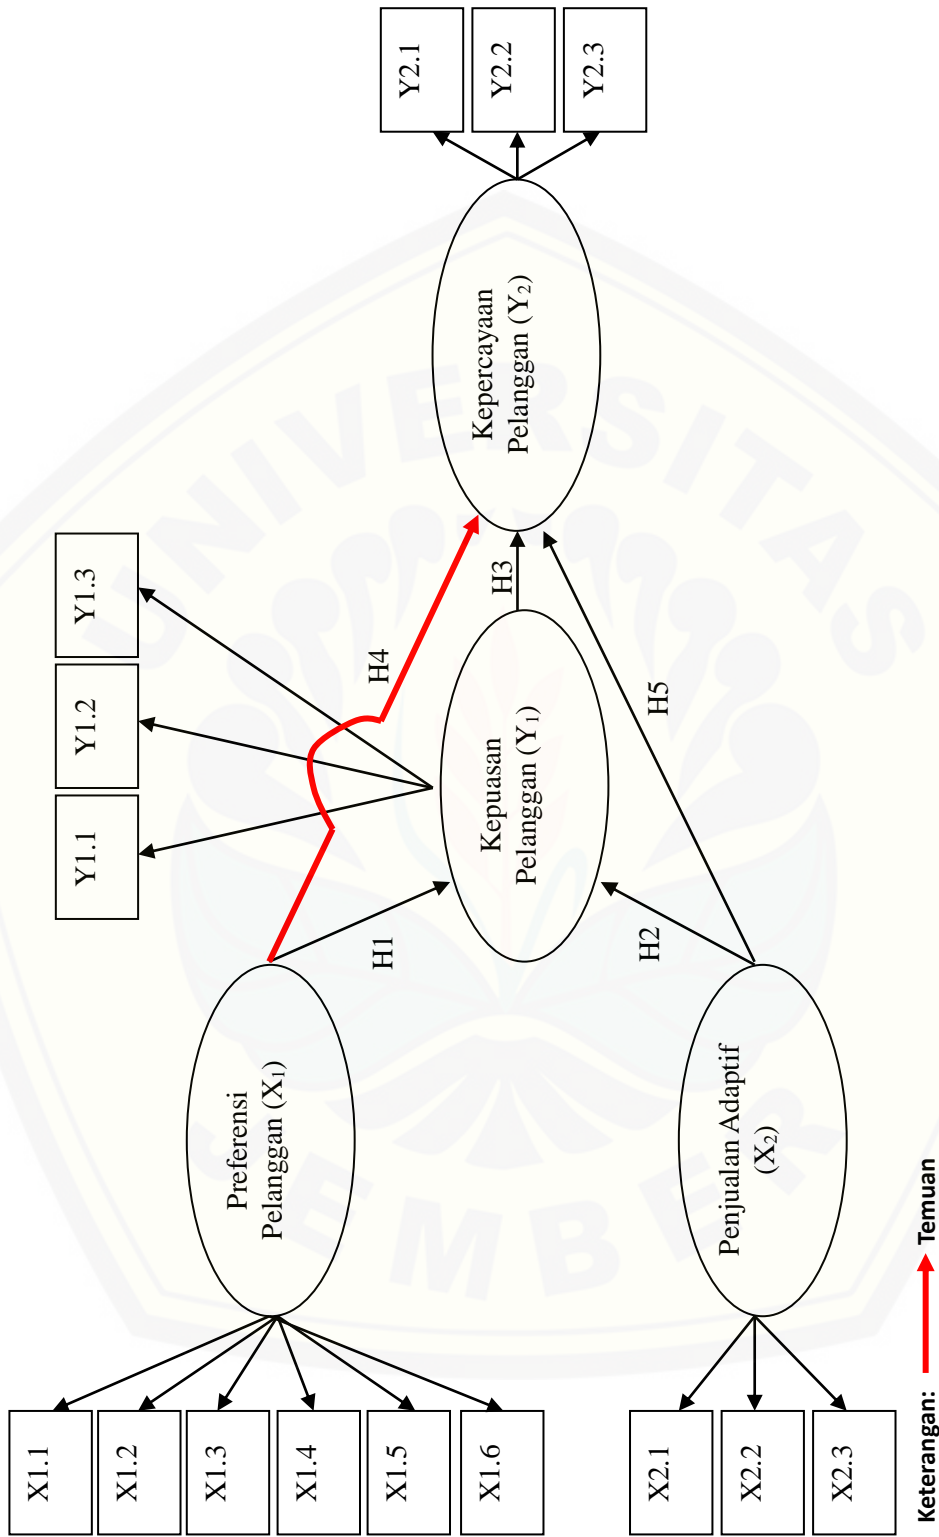 X1.1
X1.2
X1.3
X1.4
X1.5
X1.6
Preferensi
Pelanggan (X₁)
Y1.1
Y1.2
Y1.3
H1
H4
Kepuasan
Pelanggan (Y₁)
H3
Kepercayaan
Pelanggan (Y₂)
Y2.1
Y2.2
Y2.3
H2
H5
X2.1
X2.2
X2.3
Penjualan Adaptif
(X₂)
Keterangan: Temuan
UNIVERSITAS
JEMBER